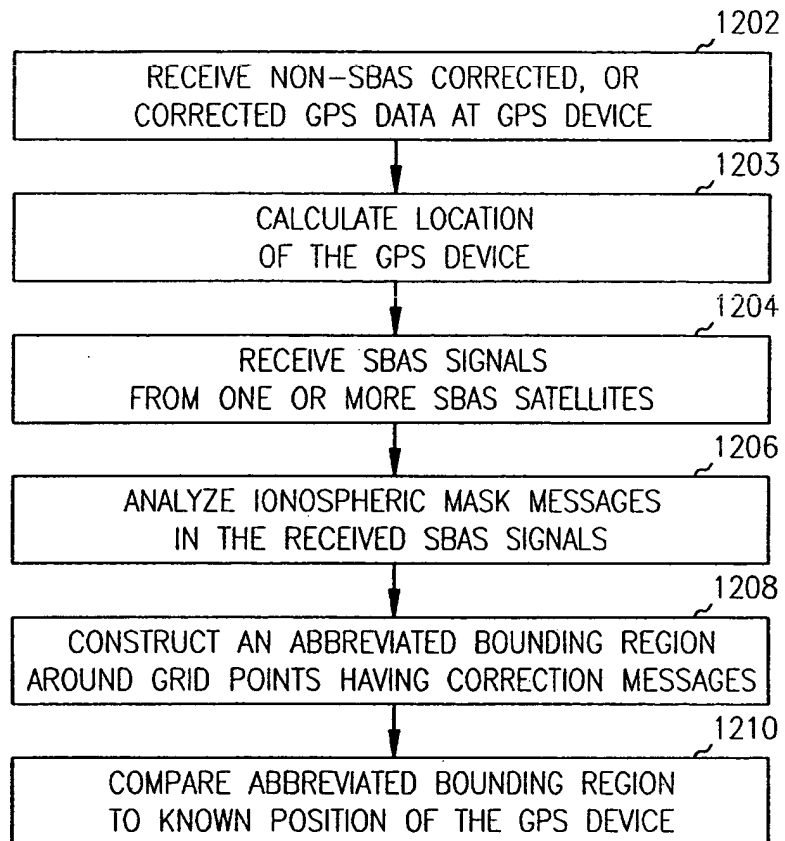 1202
RECEIVE NON-SBAS CORRECTED, OR
CORRECTED GPS DATA AT GPS DEVICE
1203
CALCULATE LOCATION
OF THE GPS DEVICE
1204
RECEIVE SBAS SIGNALS
FROM ONE OR MORE SBAS SATELLITES
1206
ANALYZE IONOSPHERIC MASK MESSAGES
IN THE RECEIVED SBAS SIGNALS
1208
CONSTRUCT AN ABBREVIATED BOUNDING REGION
AROUND GRID POINTS HAVING CORRECTION MESSAGES
1210
COMPARE ABBREVIATED BOUNDING REGION
TO KNOWN POSITION OF THE GPS DEVICE